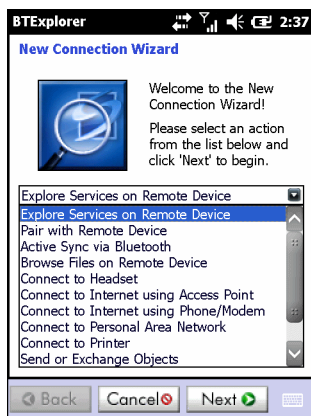 BTExplorer 2:37
New Connection Wizard
Welcome to the New
Connection Wizard!
Please select an action
from the list below and
click 'Next' to begin.
Explore Services on Remote Device
Explore Services on Remote Device
Pair with Remote Device
Active Sync via Bluetooth
Browse Files on Remote Device
Connect to Headset
Connect to Internet using Access Point
Connect to Internet using Phone/Modem
Connect to Personal Area Network
Connect to Printer
Send or Exchange Objects
Back Cancel Next